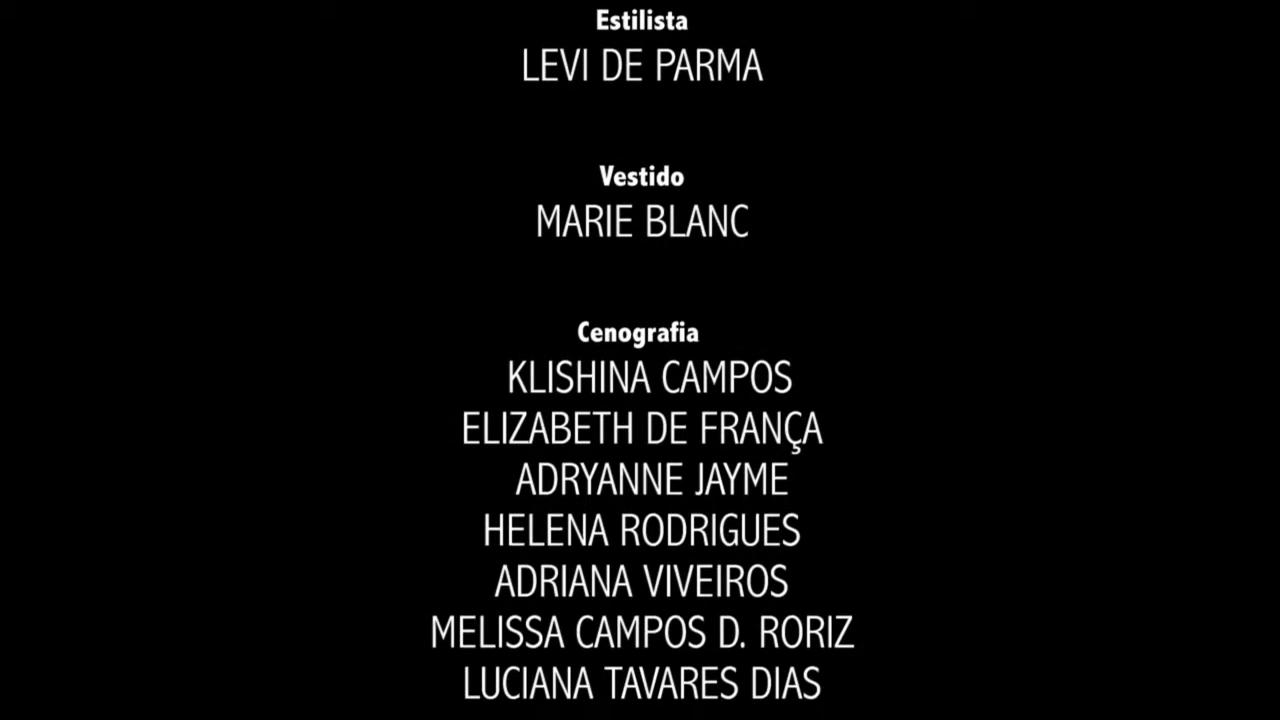 Estilista
LEVI DE PARMA
Vestido
MARIE BLANC
Cenografia
KLISHINA CAMPOS
ELIZABETH DE FRANÇA
ADRYANNE JAYME
HELENA RODRIGUES
ADRIANA VIVEIROS
MELISSA CAMPOS D. RORIZ
LUCIANA TAVARES DIAS